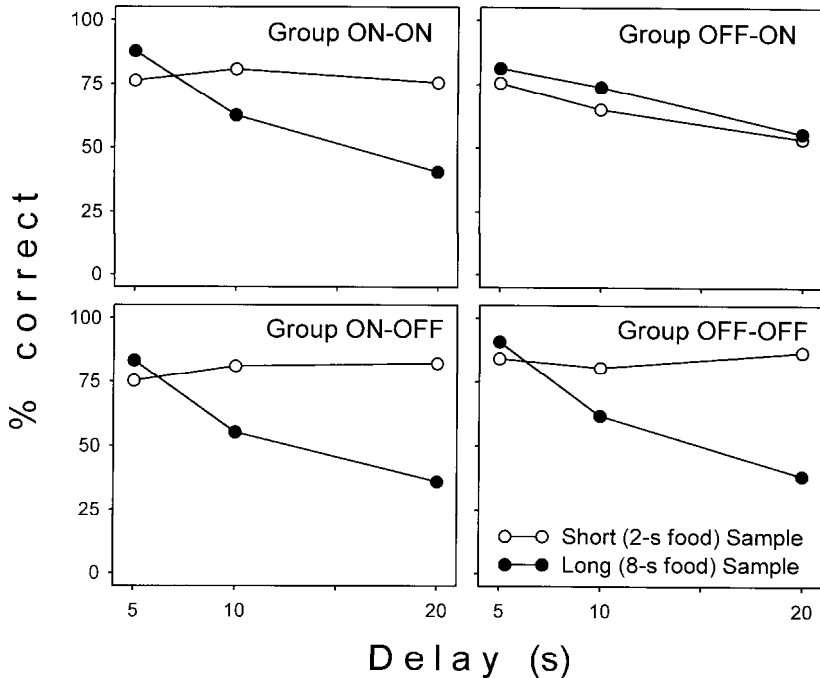 Group ON-ON
Group OFF-ON
100
75
50
25
0
Group ON-OFF
Group OFF-OFF
100
75
50
25
0
Short (2-s food) Sample
Long (8-s food) Sample
5 10 20
5 10 20
% correct
Delay (s)